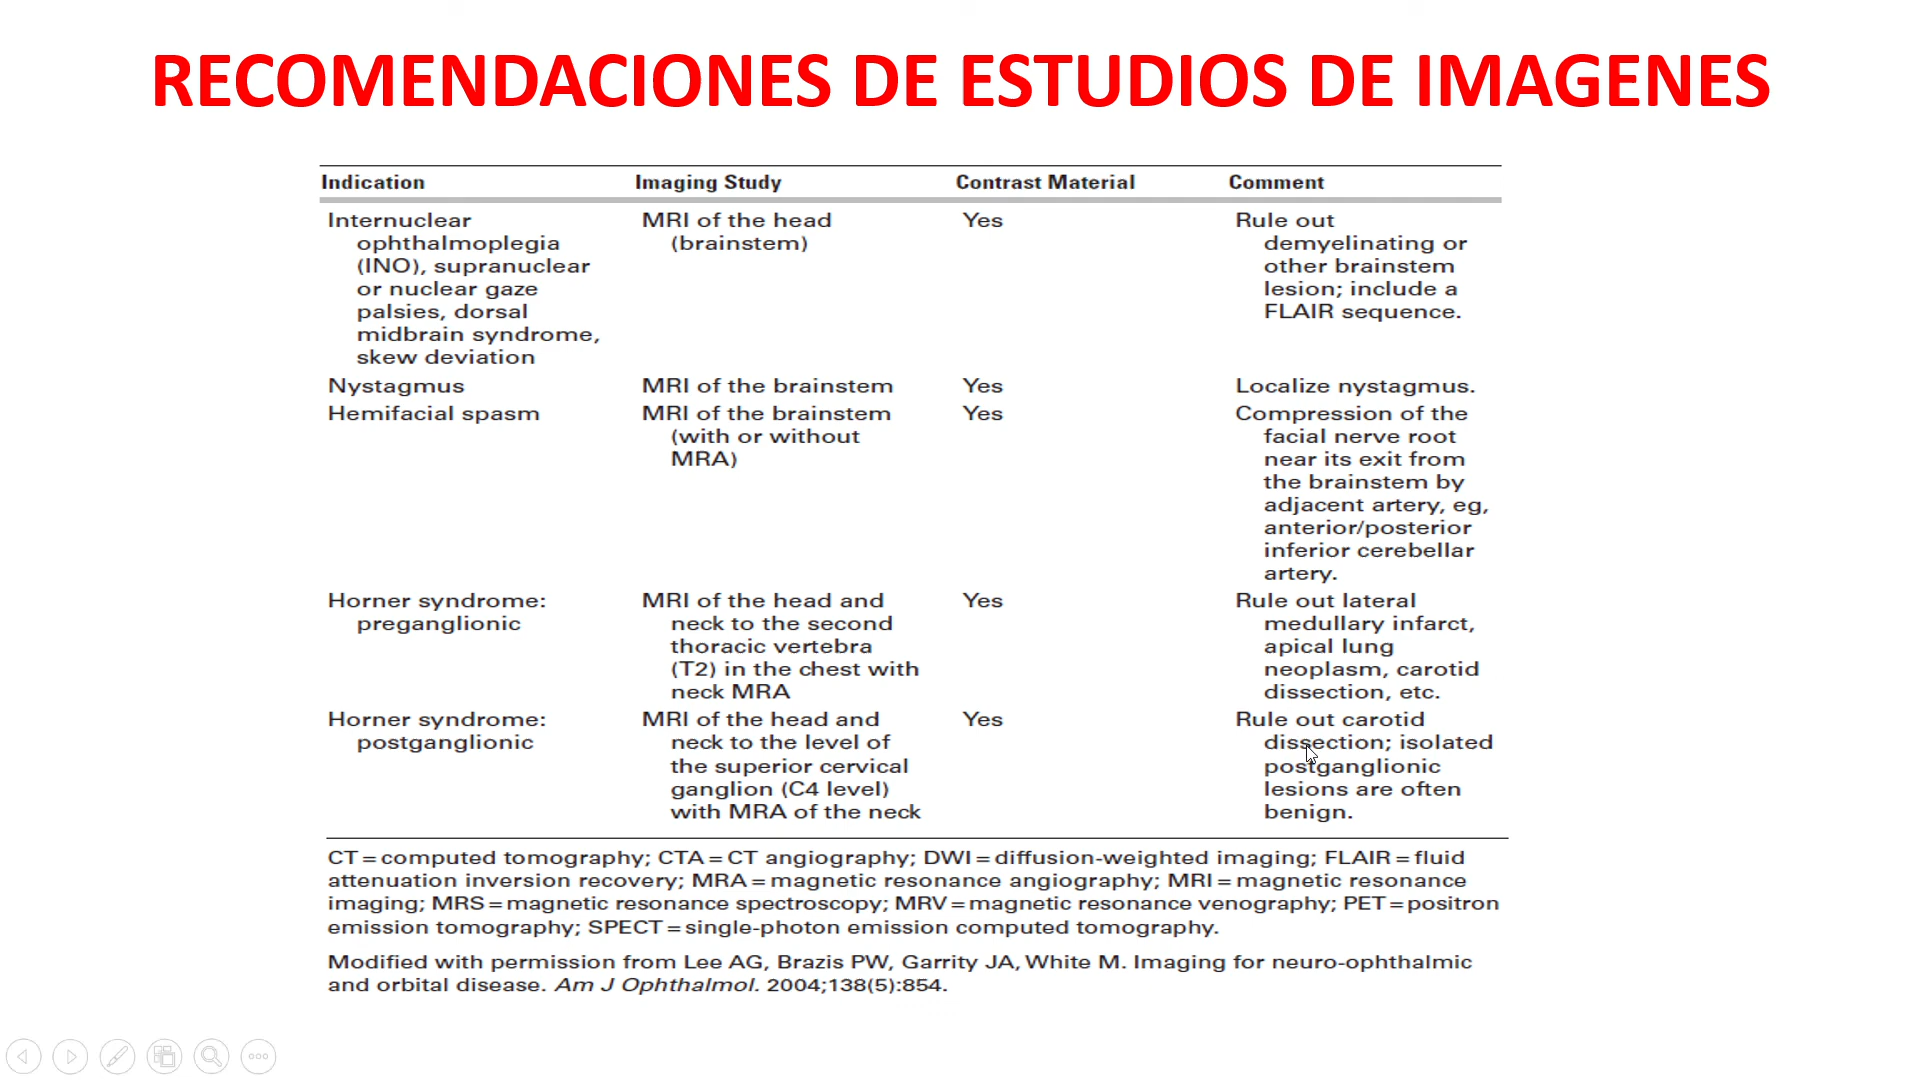 RECOMENDACIONES DE ESTUDIOS DE IMAGENES
Indication Imaging Study Contrast Material Comment
Internuclear MRI of the head Yes Rule out
ophthalmoplegia (brainstem) demyelinating or
(INO), supranuclear other brainstem
or nuclear gaze lesion; include a
palsies, dorsal FLAIR sequence.
midbrain syndrome,
skew deviation
Nystagmus MRI of the brainstem Yes Localize nystagmus.
Hemifacial spasm MRI of the brainstem Yes Compression of the
(with or without facial nerve root
MRA) near its exit from
the brainstem by
adjacent artery, eg,
anterior/posterior
inferior cerebellar
artery.
Horner syndrome: MRI of the head and Yes Rule out lateral
preganglionic neck to the second medullary infarct,
thoracic vertebra apical lung
(T2) in the chest with neoplasm, carotid
neck MRA dissection, etc.
Horner syndrome: MRI of the head and Yes Rule out carotid
postganglionic neck to the level of dissection; isolated
the superior cervical postganglionic
ganglion (C4 level) lesions are often
with MRA of the neck benign.
CT = computed tomography; CTA = CT angiography; DWI = diffusion-weighted imaging; FLAIR = fluid
attenuation inversion recovery; MRA = magnetic resonance angiography; MRI = magnetic resonance
imaging; MRS = magnetic resonance spectroscopy; MRV = magnetic resonance venography; PET = positron
emission tomography; SPECT = single-photon emission computed tomography.
Modified with permission from Lee AG, Brazis PW, Garrity JA, White M. Imaging for neuro-ophthalmic
and orbital disease. Am J Ophthalmol. 2004;138(5):854.